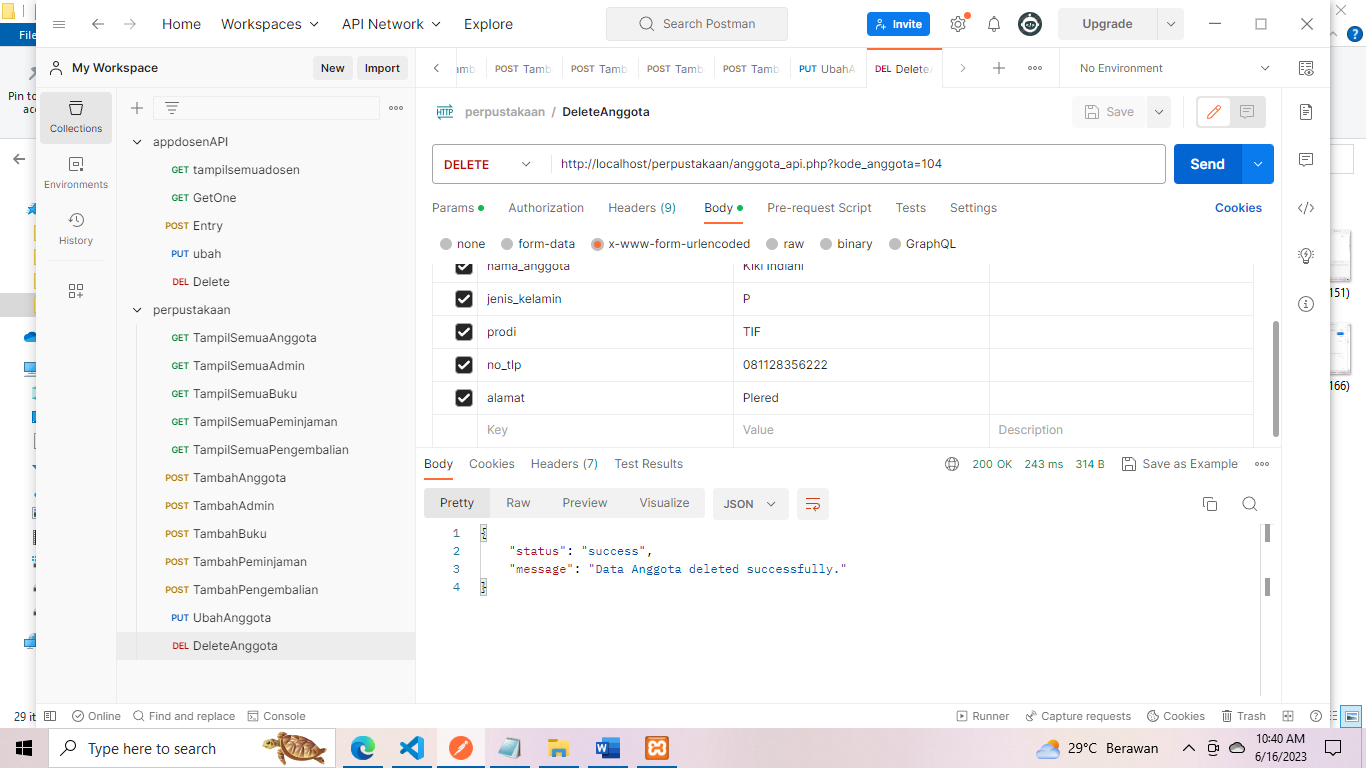 File
Home
Workspaces
API Network
Explore
Search Postman
Invite
Upgrade
Pin to
My Workspace
New
Import
POST Tamb
POST Tamb
POST Tamb
POST Tamb
PUT UbahA
DEL Delete
No Environment
Collections
Environments
History
appdosenAPI
GET tampilsemuadosen
GET GetOne
POST Entry
PUT ubah
DEL Delete
perpustakaan
GET TampilSemuaAnggota
GET TampilSemuaAdmin
GET TampilSemuaBuku
GET TampilSemuaPeminjaman
GET TampilSemuaPengembalian
POST TambahAnggota
POST TambahAdmin
POST TambahBuku
POST TambahPeminjaman
POST TambahPengembalian
PUT UbahAnggota
DEL DeleteAnggota
HTTP perpustakaan / DeleteAnggota
Save
DELETE
http://localhost/perpustakaan/anggota_api.php?kode_anggota=104
Send
Params
Authorization
Headers (9)
Body
Pre-request Script
Tests
Settings
Cookies
none
form-data
x-www-form-urlencoded
raw
binary
GraphQL
nama_anggota Kiki Indiani
jenis_kelamin P
prodi TIF
no_tlp 081128356222
alamat Plered
Key Value Description
Body
Cookies
Headers (7)
Test Results
200 OK 243 ms 314 B
Save as Example
Pretty
Raw
Preview
Visualize
JSON
1 {
2 "status": "success",
3 "message": "Data Anggota deleted successfully."
4 }
151)
166)
29 it
Online
Find and replace
Console
Runner
Capture requests
Cookies
Trash
Type here to search
29°C Berawan
10:40 AM
6/16/2023